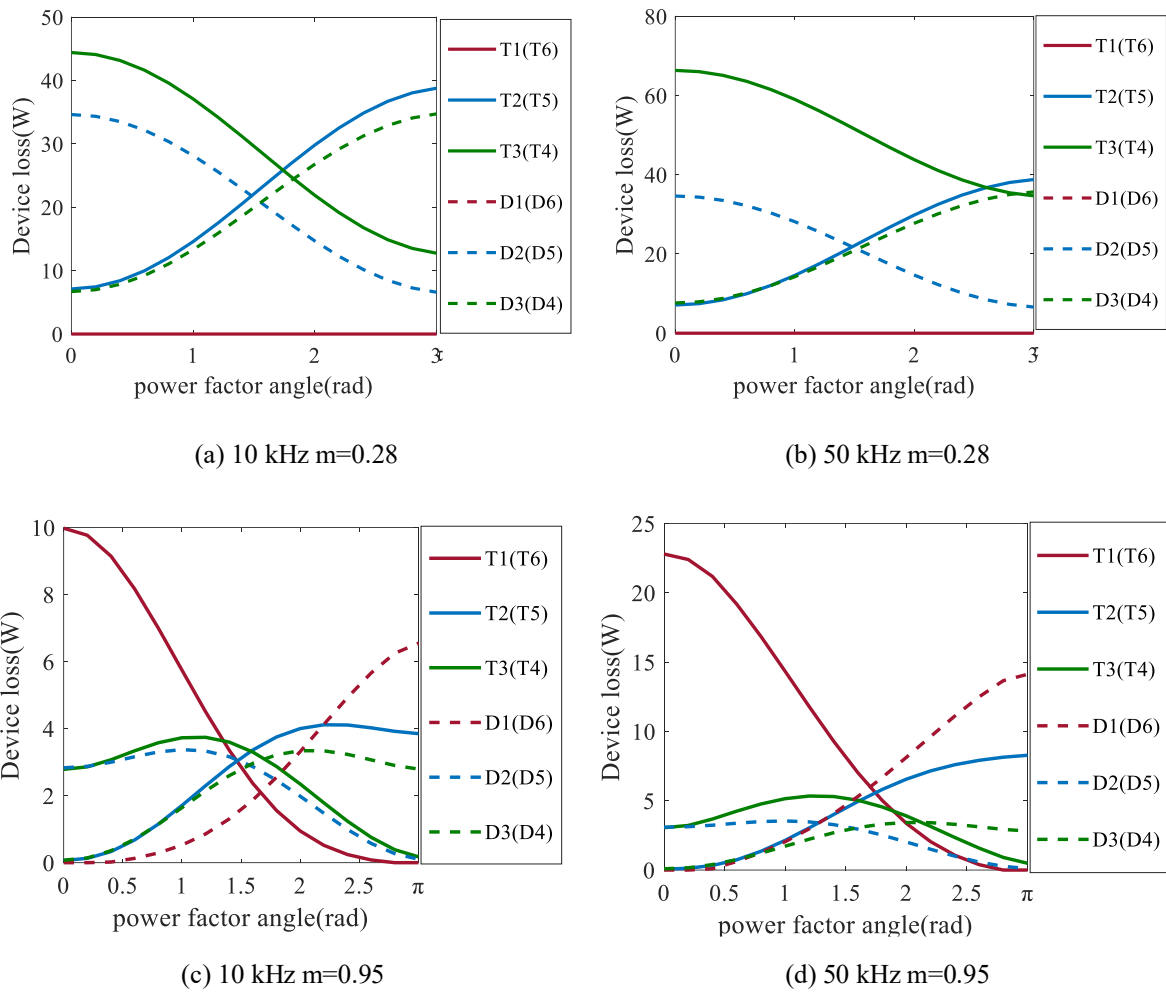 50
40
30
20
10
0
Device loss(W)
0 1 2 3
power factor angle(rad)
T1(T6)
T2(T5)
T3(T4)
D1(D6)
D2(D5)
D3(D4)
(a) 10 kHz m=0.28
80
60
40
20
0
Device loss(W)
0 1 2 3
power factor angle(rad)
T1(T6)
T2(T5)
T3(T4)
D1(D6)
D2(D5)
D3(D4)
(b) 50 kHz m=0.28
10
8
6
4
2
0
Device loss(W)
0 0.5 1 1.5 2 2.5 π
power factor angle(rad)
T1(T6)
T2(T5)
T3(T4)
D1(D6)
D2(D5)
D3(D4)
(c) 10 kHz m=0.95
25
20
15
10
5
0
Device loss(W)
0 0.5 1 1.5 2 2.5 π
power factor angle(rad)
T1(T6)
T2(T5)
T3(T4)
D1(D6)
D2(D5)
D3(D4)
(d) 50 kHz m=0.95